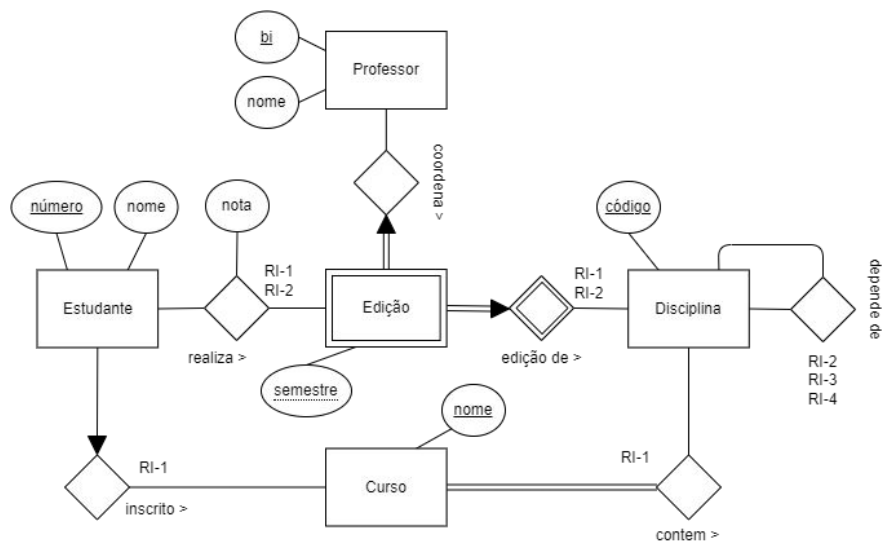 bi
Professor
nome
coordena >
número
nome
nota
código
Estudante
RI-1
RI-2
Edição
RI-1
RI-2
Disciplina
depende de
realiza >
edição de >
semestre
RI-2
RI-3
RI-4
nome
RI-1
Curso
RI-1
inscrito >
contem >